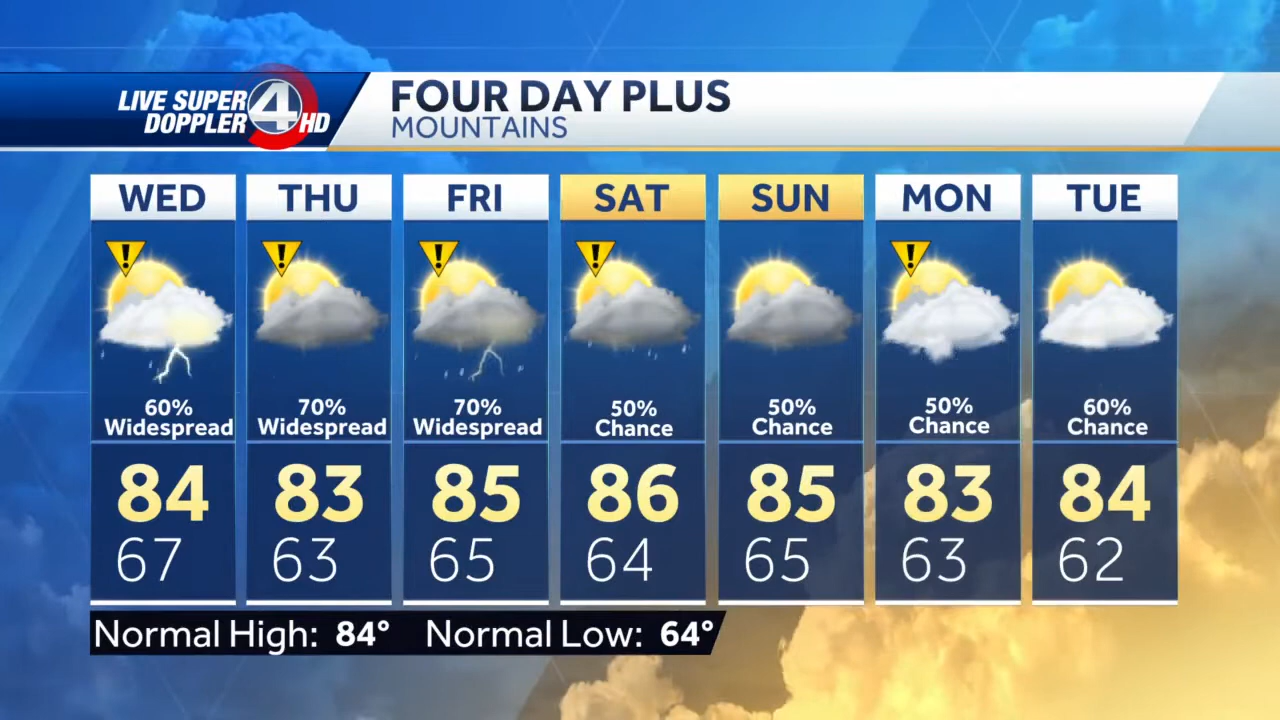 LIVE SUPER
DOPPLER
4
HD
FOUR DAY PLUS
MOUNTAINS
WED THU FRI SAT SUN MON TUE
! ! ! ! !
60% 70% 70% 50% 50% 50% 60%
Widespread Widespread Widespread Chance Chance Chance Chance
84 83 85 86 85 83 84
67 63 65 64 65 63 62
Normal High: 84° Normal Low: 64°